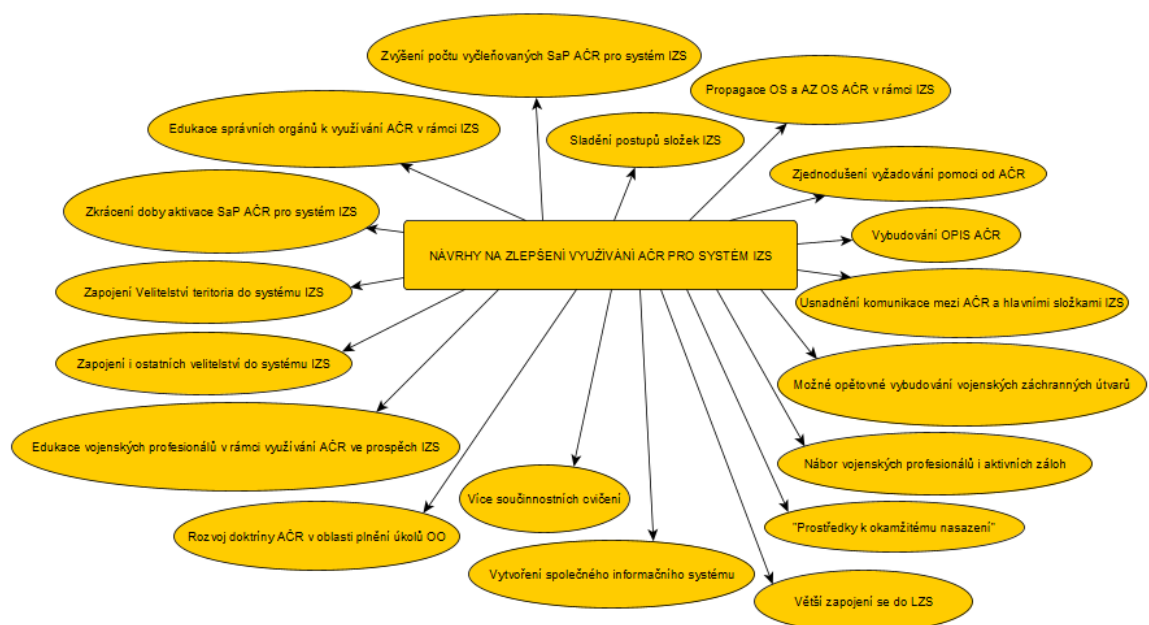 Zvýšení počtu vyčleňovaných SaP AČR pro systém IZS
Propagace OS a AZ OS AČR v rámci IZS
Edukace správních orgánů k využívání AČR v rámci IZS
Sladění postupů složek IZS
Zjednodušení vyžadování pomoci od AČR
Zkrácení doby aktivace SaP AČR pro systém IZS
Vybudování OPIS AČR
NÁVRHY NA ZLEPŠENÍ VYUŽÍVÁNÍ AČR PRO SYSTÉM IZS
Zapojení Velitelství teritoria do systému IZS
Usnadnění komunikace mezi AČR a hlavními složkami IZS
Zapojení i ostatních velitelství do systému IZS
Možné opětovné vybudování vojenských záchranných útvarů
Edukace vojenských profesionálů v rámci využívání AČR ve prospěch IZS
Nábor vojenských profesionálů i aktivních záloh
Více součinnostních cvičení
"Prostředky k okamžitému nasazení"
Rozvoj doktríny AČR v oblasti plnění úkolů OO
Vytvoření společného informačního systému
Větší zapojení se do LZS